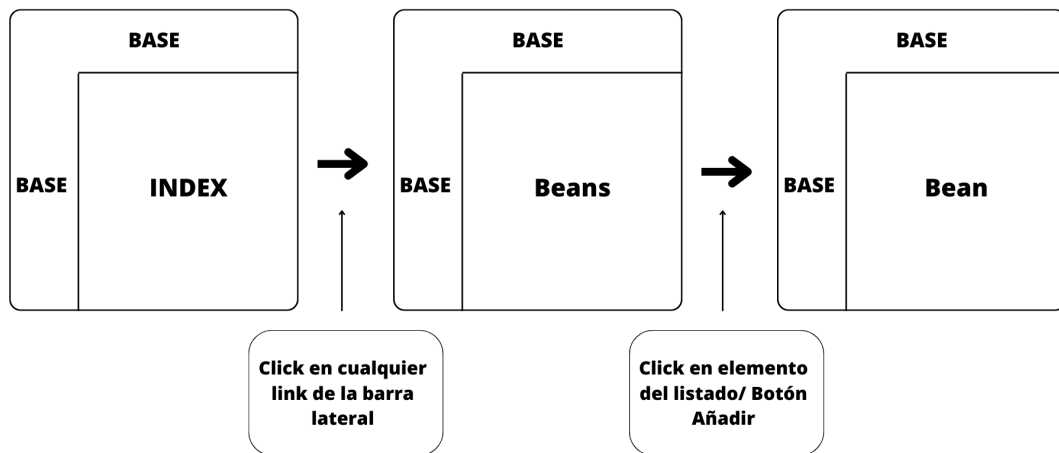 BASE
BASE
INDEX
BASE
BASE
Beans
BASE
BASE
Bean
Click en cualquier
link de la barra
lateral
Click en elemento
del listado/ Botón
Añadir